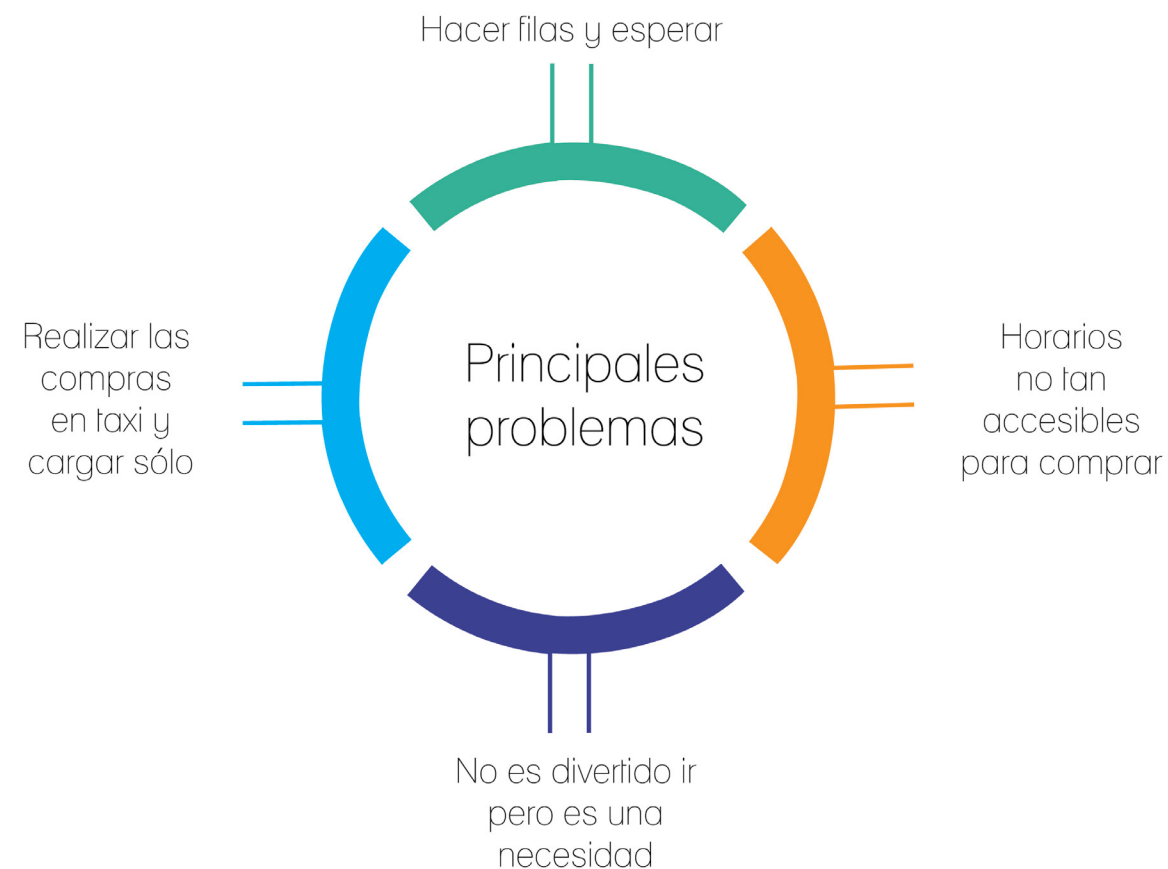 Hacer filas y esperar
Realizar las
compras
en taxi y
cargar sólo
Principales
problemas
Horarios
no tan
accesibles
para comprar
No es divertido ir
pero es una
necesidad